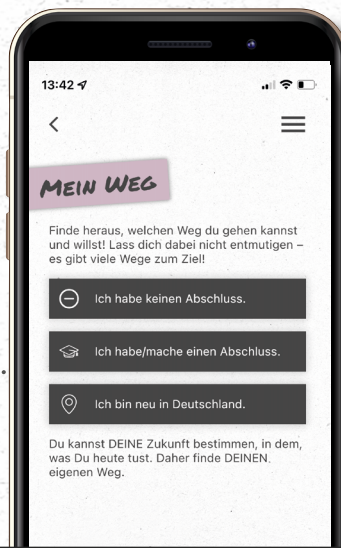 13:42
MEIN WEG
Finde heraus, welchen Weg du gehen kannst
und willst! Lass dich dabei nicht entmutigen –
es gibt viele Wege zum Ziel!
Ich habe keinen Abschluss.
Ich habe/mache einen Abschluss.
Ich bin neu in Deutschland.
Du kannst DEINE Zukunft bestimmen, in dem,
was Du heute tust. Daher finde DEINEN
eigenen Weg.